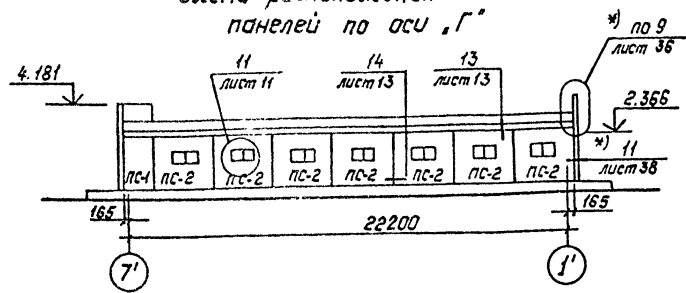 схема расположения
панелей по оси „Г"
*) по 9
лист 36
4.181
11
лист 11
14
лист 13
13
лист 13
2.366
*)
11
лист 38
ПС-1 ПС-2 ПС-2 ПС-2 ПС-2 ПС-2 ПС-2 ПС-2
165
22200
165
7'
1'